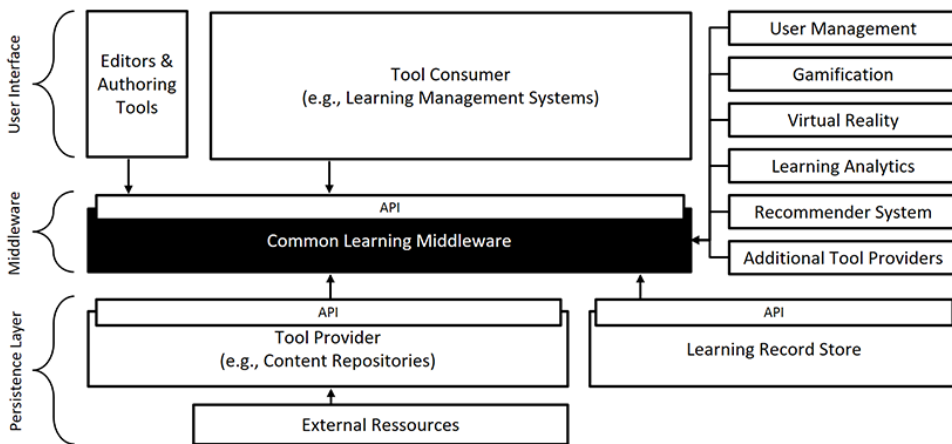 User Interface
Editors &
Authoring
Tools
Tool Consumer
(e.g., Learning Management Systems)
User Management
Gamification
Virtual Reality
Learning Analytics
Recommender System
Additional Tool Providers
Middleware
API
Common Learning Middleware
Persistence Layer
API
Tool Provider
(e.g., Content Repositories)
External Ressources
API
Learning Record Store